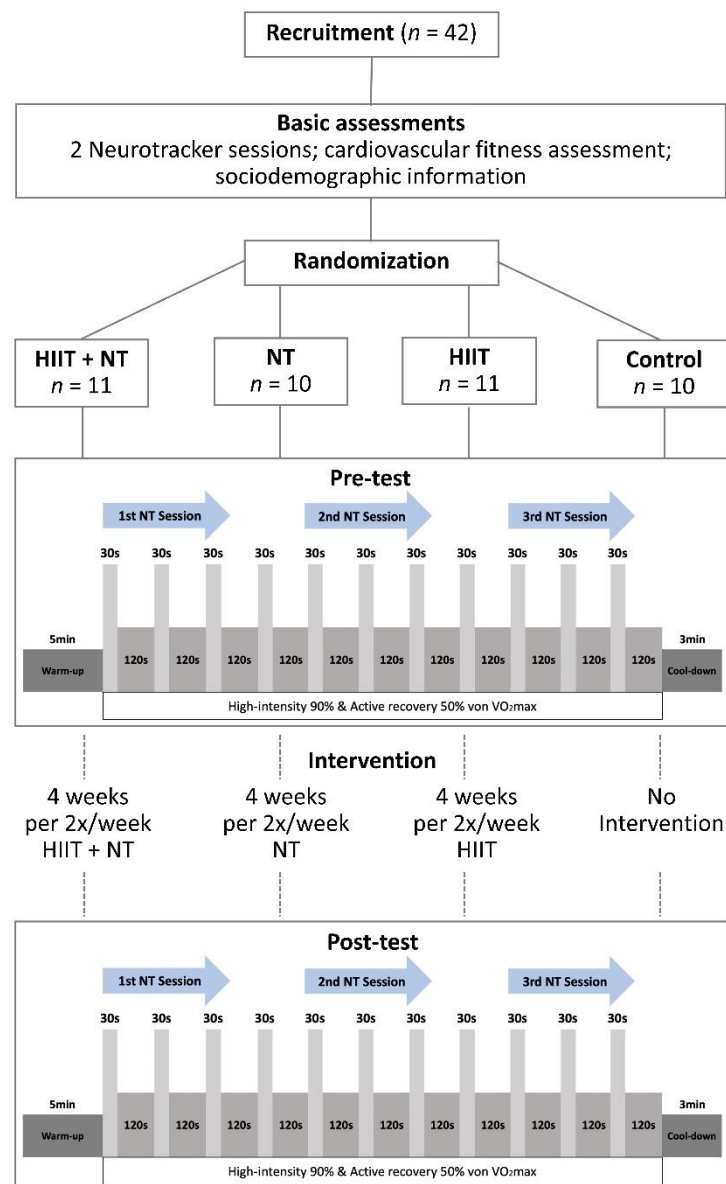 Recruitment (n = 42)
Basic assessments
2 Neurotracker sessions; cardiovascular fitness assessment;
sociodemographic information
Randomization
HIIT + NT
n = 11
NT
n = 10
HIIT
n = 11
Control
n = 10
Pre-test
1st NT Session 2nd NT Session 3rd NT Session
30s 30s 30s 30s 30s 30s 30s 30s 30s 30s 30s
5min 3min
Warm-up 120s 120s 120s 120s 120s 120s 120s 120s 120s 120s 120s Cool-down
High-intensity 90% & Active recovery 50% von VO₂max
Intervention
4 weeks
per 2x/week
HIIT + NT
4 weeks
per 2x/week
NT
4 weeks
per 2x/week
HIIT
No
Intervention
Post-test
1st NT Session 2nd NT Session 3rd NT Session
30s 30s 30s 30s 30s 30s 30s 30s 30s 30s 30s
5min 3min
Warm-up 120s 120s 120s 120s 120s 120s 120s 120s 120s 120s 120s Cool-down
High-intensity 90% & Active recovery 50% von VO₂max